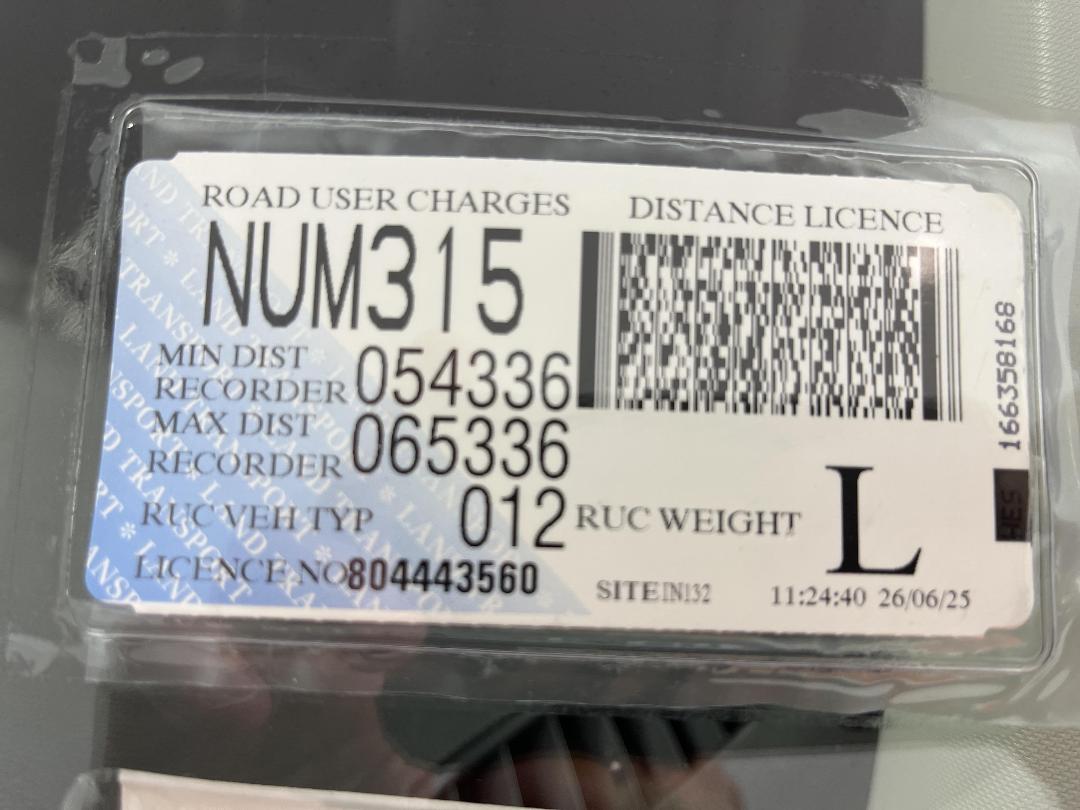 ROAD USER CHARGES
DISTANCE LICENCE
NUM315
MIN DIST
RECORDER 054336
MAX DIST
RECORDER 065336
RUC VEH TYP 012
RUC WEIGHT L
LICENCE NO 804443560
SITE IN132
11:24:40 26/06/25
166358168
HES